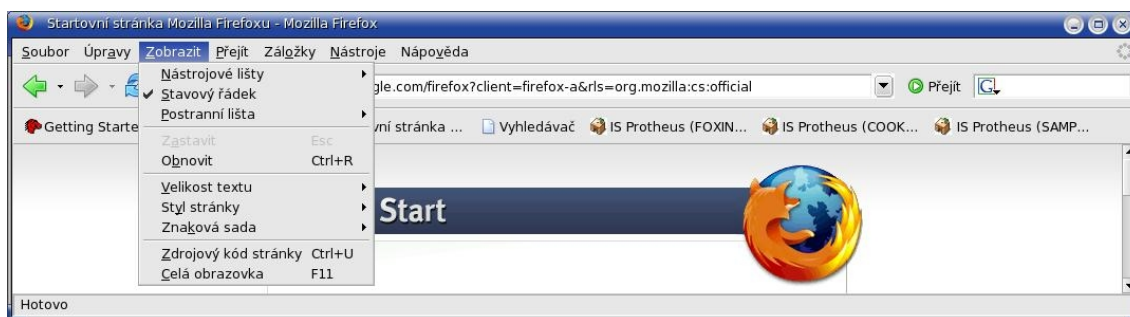 Startovní stránka Mozilla Firefoxu - Mozilla Firefox
Soubor Úpravy Zobrazit Přejít Záložky Nástroje Nápověda
gle.com/firefox?client=firefox-a&rls=org.mozilla:cs:official Přejít G
Nástrojové lišty
Stavový řádek
Postranní lišta
Zastavit Esc
Obnovit Ctrl+R
Velikost textu
Styl stránky
Znaková sada
Zdrojový kód stránky Ctrl+U
Celá obrazovka F11
Getting Starte vní stránka ... Vyhledávač IS Protheus (FOXIN... IS Protheus (COOK... IS Protheus (SAMP...
Start
Hotovo